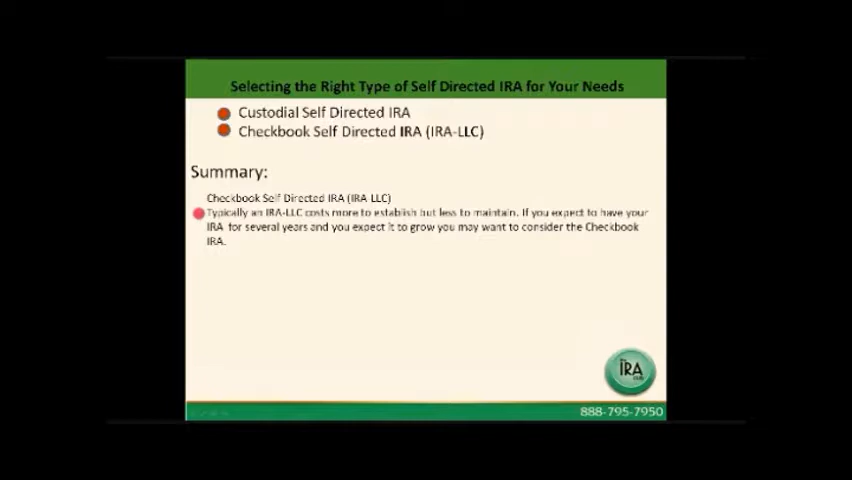 Selecting the Right Type of Self Directed IRA for Your Needs
Custodial Self Directed IRA
Checkbook Self Directed IRA (IRA-LLC)
Summary:
Checkbook Self Directed IRA (IRA LLC)
Typically an IRA-LLC costs more to establish but less to maintain. If you expect to have your
IRA for several years and you expect it to grow you may want to consider the Checkbook
IRA.
IRA
888-795-7950